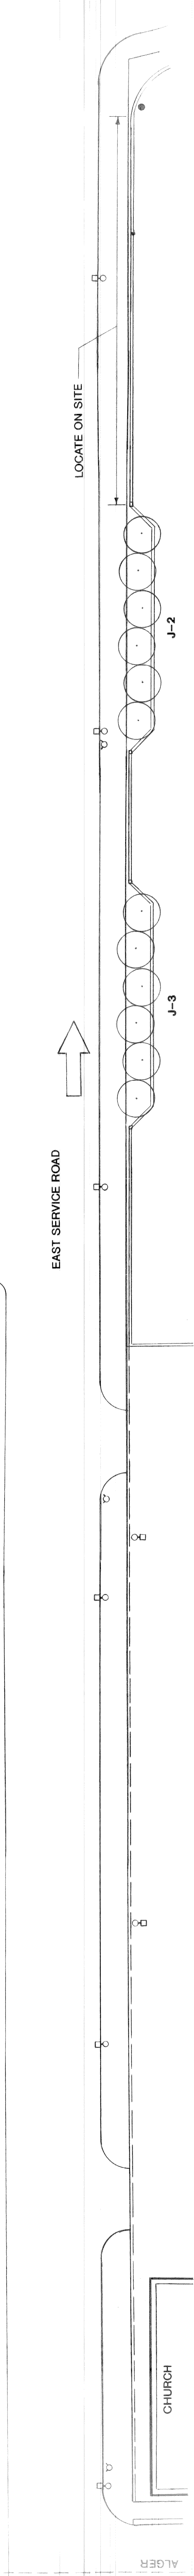 LOCATE ON SITE
J-2
J-3
EAST SERVICE ROAD
CHURCH
ALGER